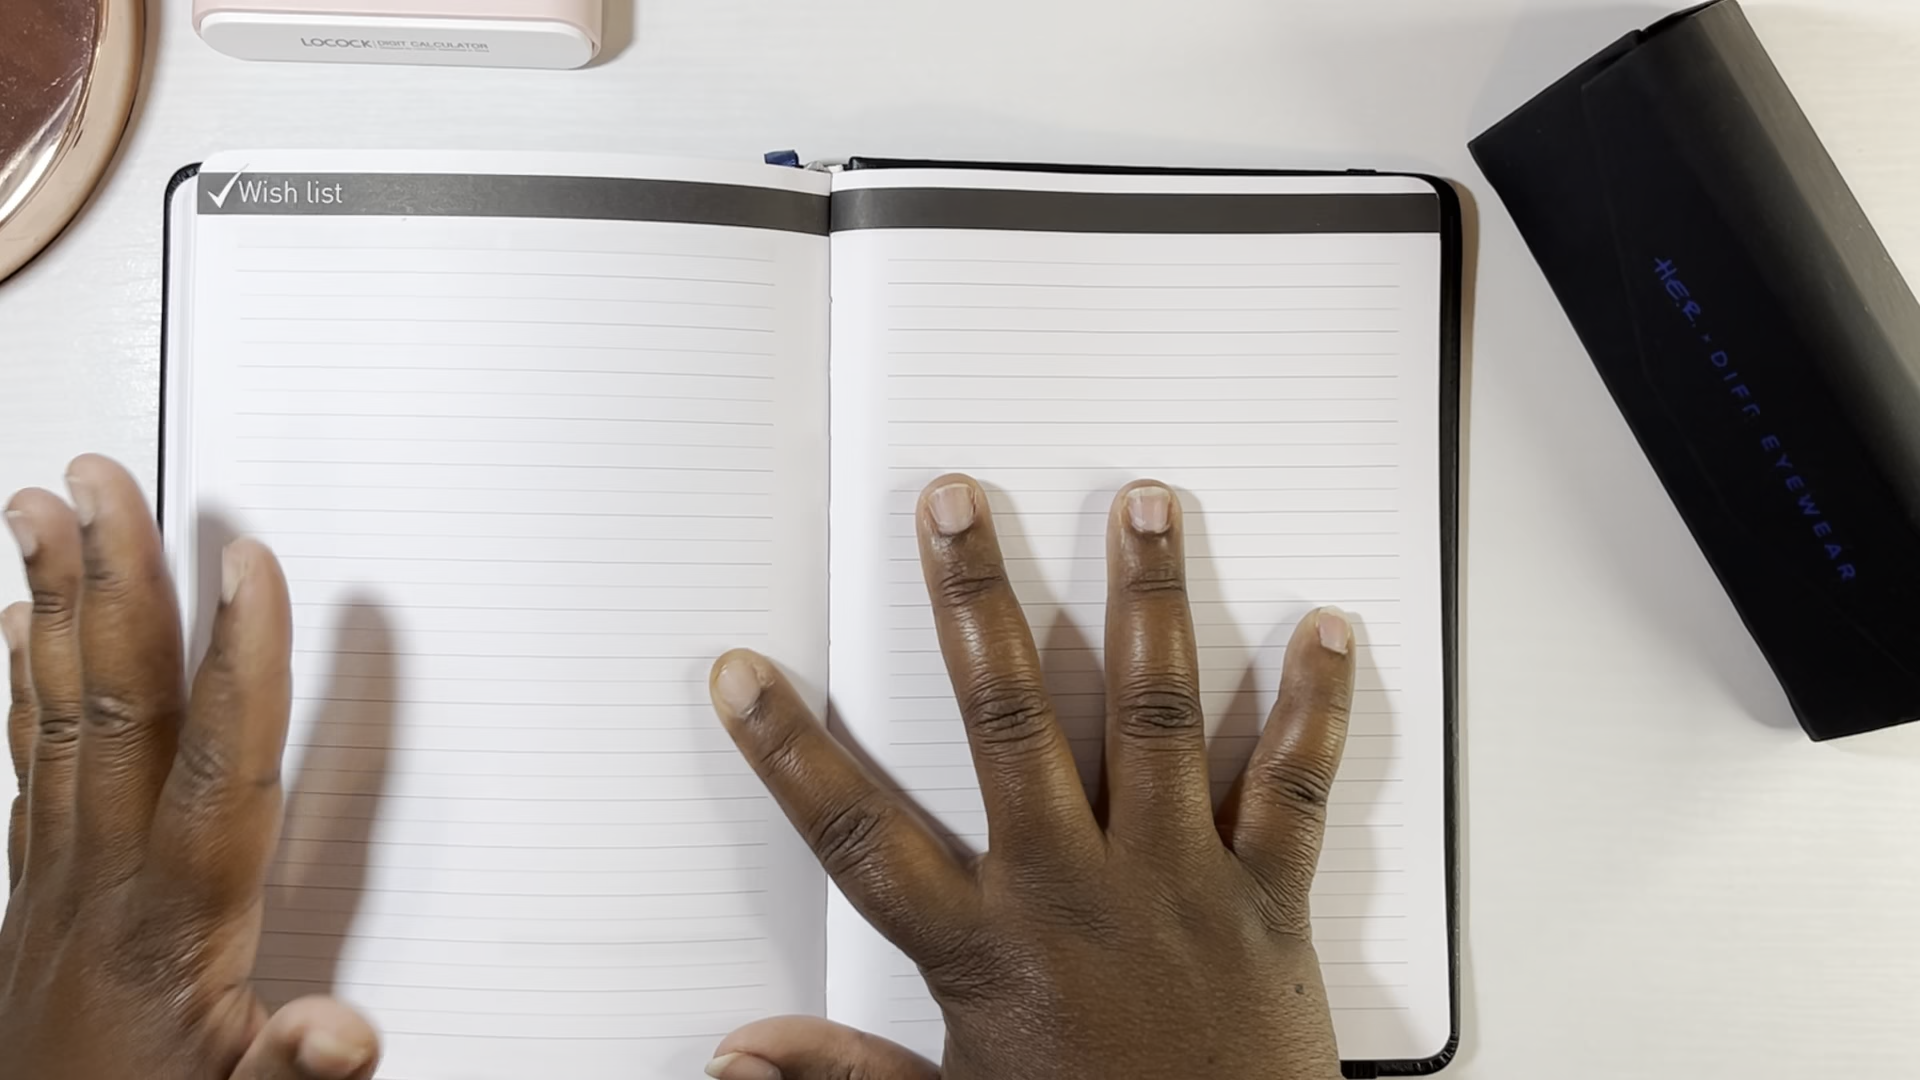 LOCOCK DIGIT CALCULATOR
Wish list
H.E.R. × DIFF EYEWEAR